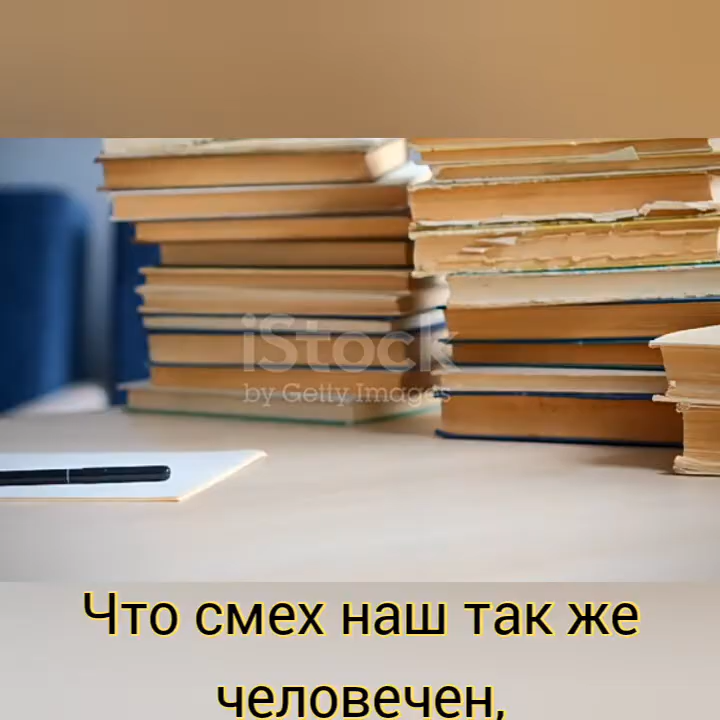 iStock
by Getty Images
Что смех наш так же
человечен,